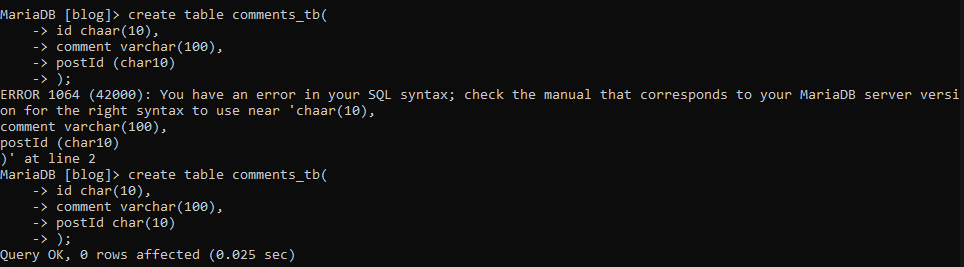 MariaDB [blog]> create table comments_tb(
    -> id chaar(10),
    -> comment varchar(100),
    -> postId (char10)
    -> );
ERROR 1064 (42000): You have an error in your SQL syntax; check the manual that corresponds to your MariaDB server versi
on for the right syntax to use near 'chaar(10),
comment varchar(100),
postId (char10)
)' at line 2
MariaDB [blog]> create table comments_tb(
    -> id char(10),
    -> comment varchar(100),
    -> postId char(10)
    -> );
Query OK, 0 rows affected (0.025 sec)